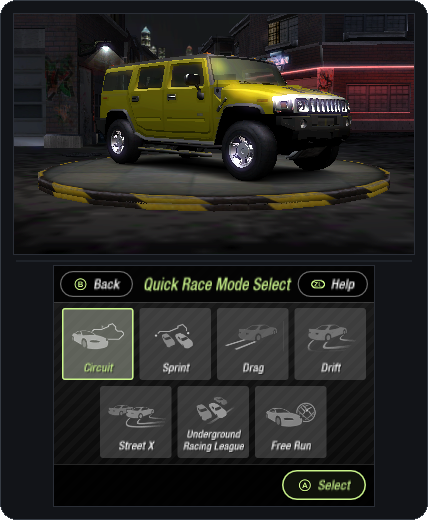 B Back
Quick Race Mode Select
ZL Help
Circuit
Sprint
Drag
Drift
Street X
Underground
Racing League
Free Run
A Select